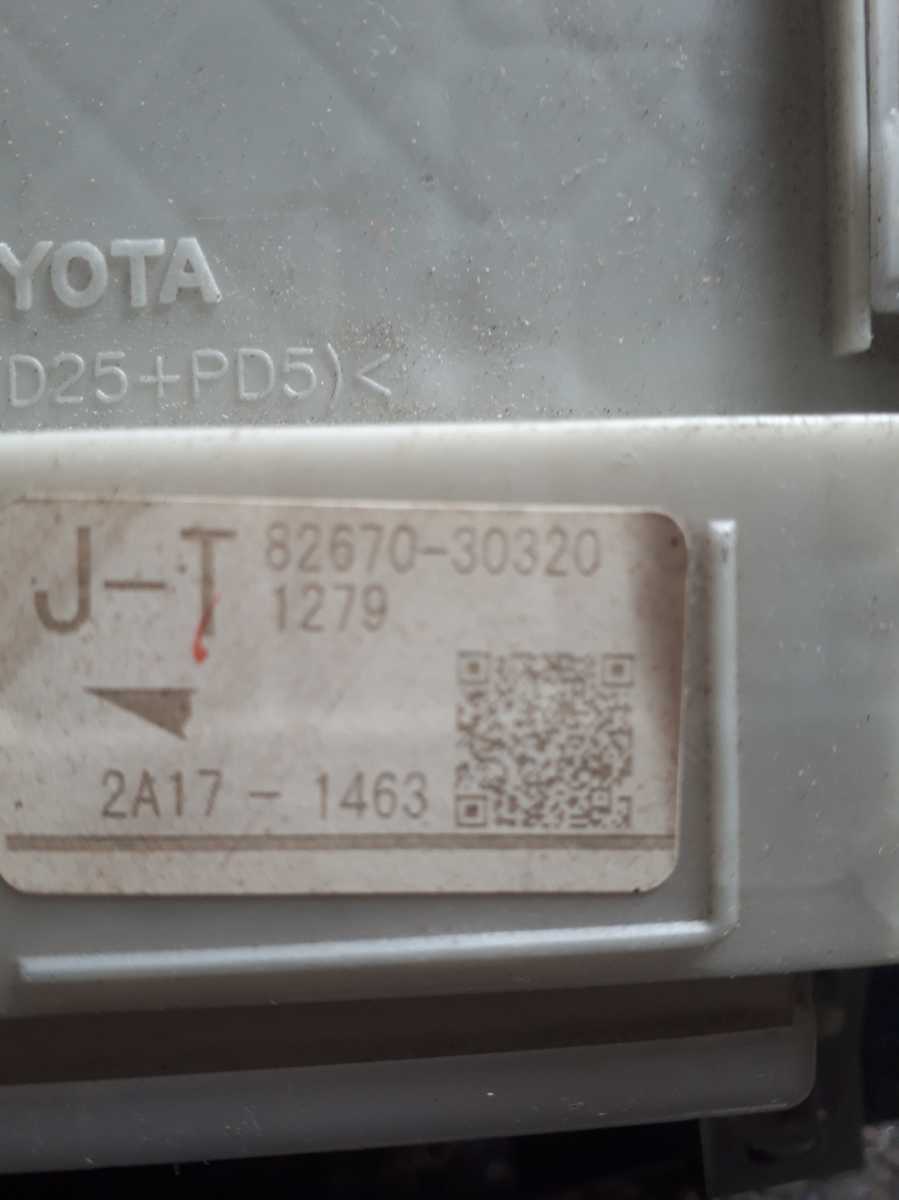 YOTA
D25+PD5)<
J-T 82670-30320
1279
2A17 - 1463